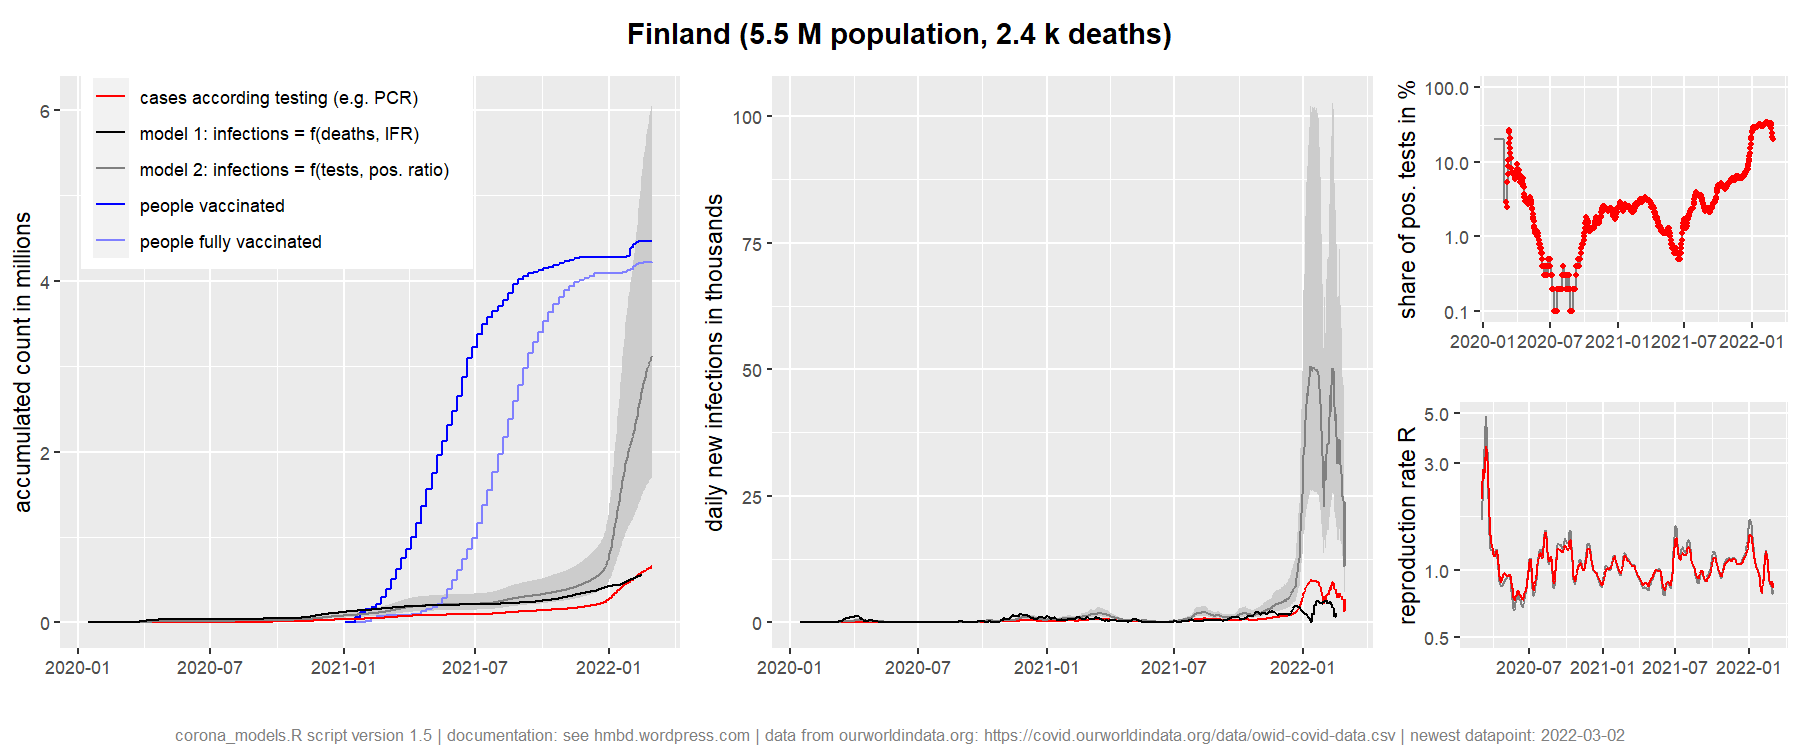 Finland (5.5 M population, 2.4 k deaths)
accumulated count in millions
6
4
2
0
cases according testing (e.g. PCR)
model 1: infections = f(deaths, IFR)
model 2: infections = f(tests, pos. ratio)
people vaccinated
people fully vaccinated
2020-01 2020-07 2021-01 2021-07 2022-01
daily new infections in thousands
100
75
50
25
0
2020-01 2020-07 2021-01 2021-07 2022-01
share of pos. tests in %
100.0
10.0
1.0
0.1
2020-01 2020-07 2021-01 2021-07 2022-01
reproduction rate R
5.0
3.0
1.0
0.5
2020-07 2021-01 2021-07 2022-01
corona_models.R script version 1.5 | documentation: see hmbd.wordpress.com | data from ourworldindata.org: https://covid.ourworldindata.org/data/owid-covid-data.csv | newest datapoint: 2022-03-02